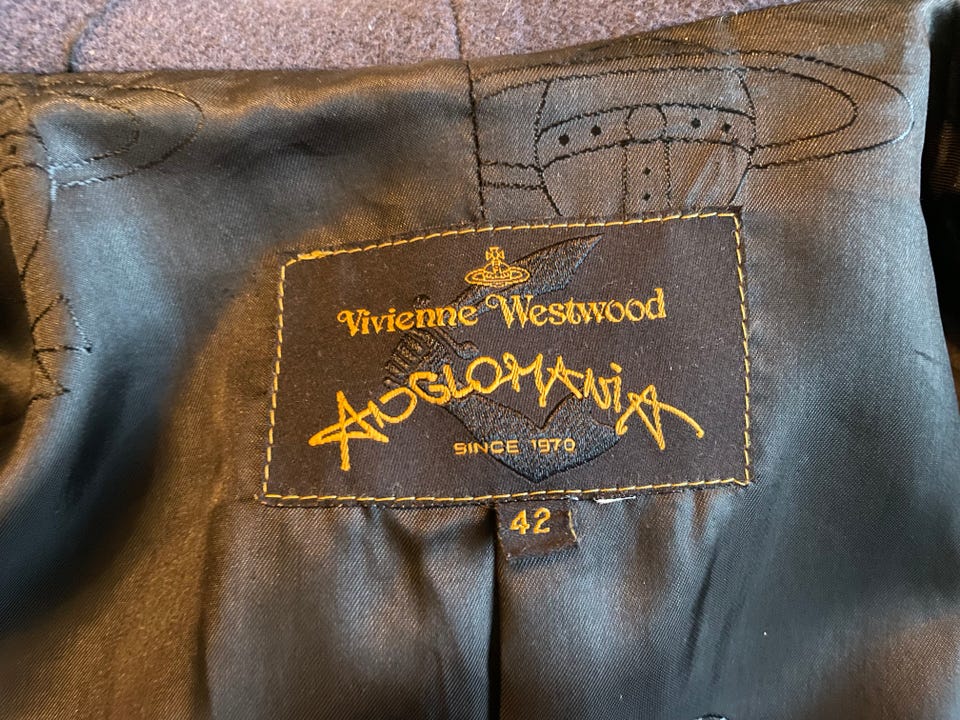 Vivienne Westwood
ANGLOMANiA
SINCE 1970
42